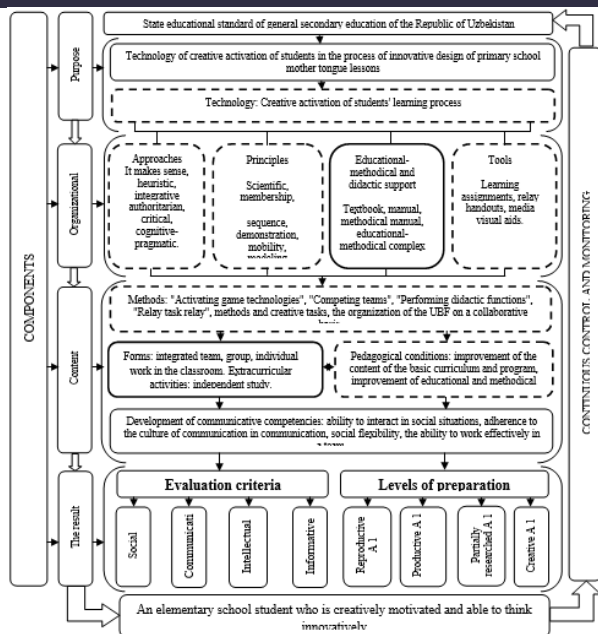 State educational standard of general secondary education of the Republic of Uzbekistan
Technology of creative activation of students in the process of innovative design of primary school
mother tongue lessons
Technology: Creative activation of students' learning process
COMPONENTS
Purpose
Organizational
Content
The result
Approaches
It makes sense,
heuristic,
integrative
authoritarian,
critical,
cognitive-
pragmatic.
Principles
Scientific,
membership,
sequence,
demonstration,
mobility,
modeling
Educational-
methodical and
didactic support
Textbook, manual,
methodical manual,
educational-
methodical complex
Tools
Learning
assignments, relay
handouts, media
visual aids.
Methods: "Activating game technologies", "Competing teams", "Performing didactic functions",
"Relay task relay", methods and creative tasks, the organization of the UBF on a collaborative
basis
Forms: integrated team, group, individual
work in the classroom. Extracurricular
activities: independent study.
Pedagogical conditions: improvement of the
content of the basic curriculum and program,
improvement of educational and methodical
Development of communicative competencies: ability to interact in social situations, adherence to
the culture of communication in communication, social flexibility, the ability to work effectively in
a team
Evaluation criteria
Levels of preparation
Social
Communicati
Intellectual
Informative
Reproductive
A 1
Productive A 1
Partially
researched A 1
Creative A 1
An elementary school student who is creatively motivated and able to think
innovatively
CONTINUOUS CONTROL AND MONITORING